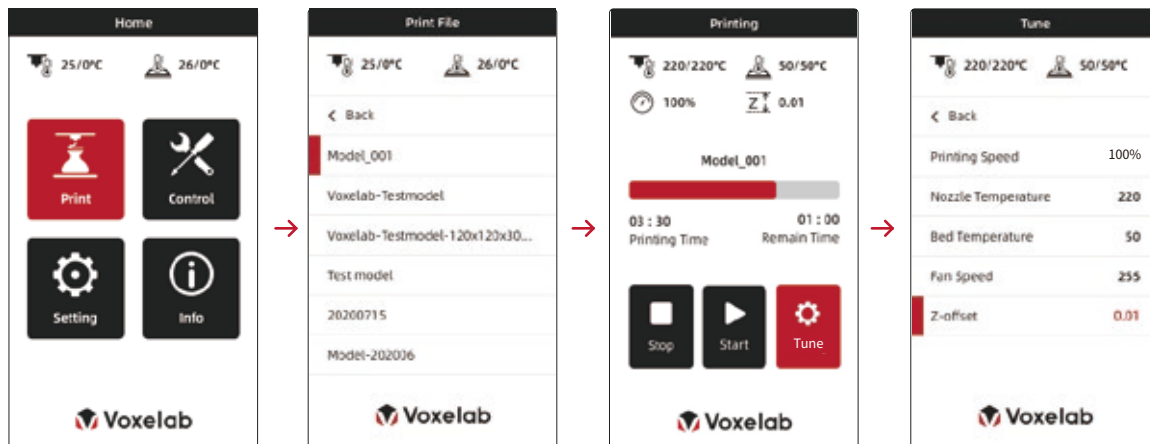 Home
25/0°C 26/0°C
Print Control
Setting Info
Voxelab
Print File
25/0°C 26/0°C
Back
Model_001
Voxelab-Testmodel
Voxelab-Testmodel-120x120x30...
Test model
20200715
Model-202006
Voxelab
Printing
220/220°C 50/50°C
100% Z 0.01
Model_001
03 : 30 01 : 00
Printing Time Remain Time
Stop Start Tune
Voxelab
Tune
220/220°C 50/50°C
Back
Printing Speed 100%
Nozzle Temperature 220
Bed Temperature 50
Fan Speed 255
Z-offset 0.01
Voxelab